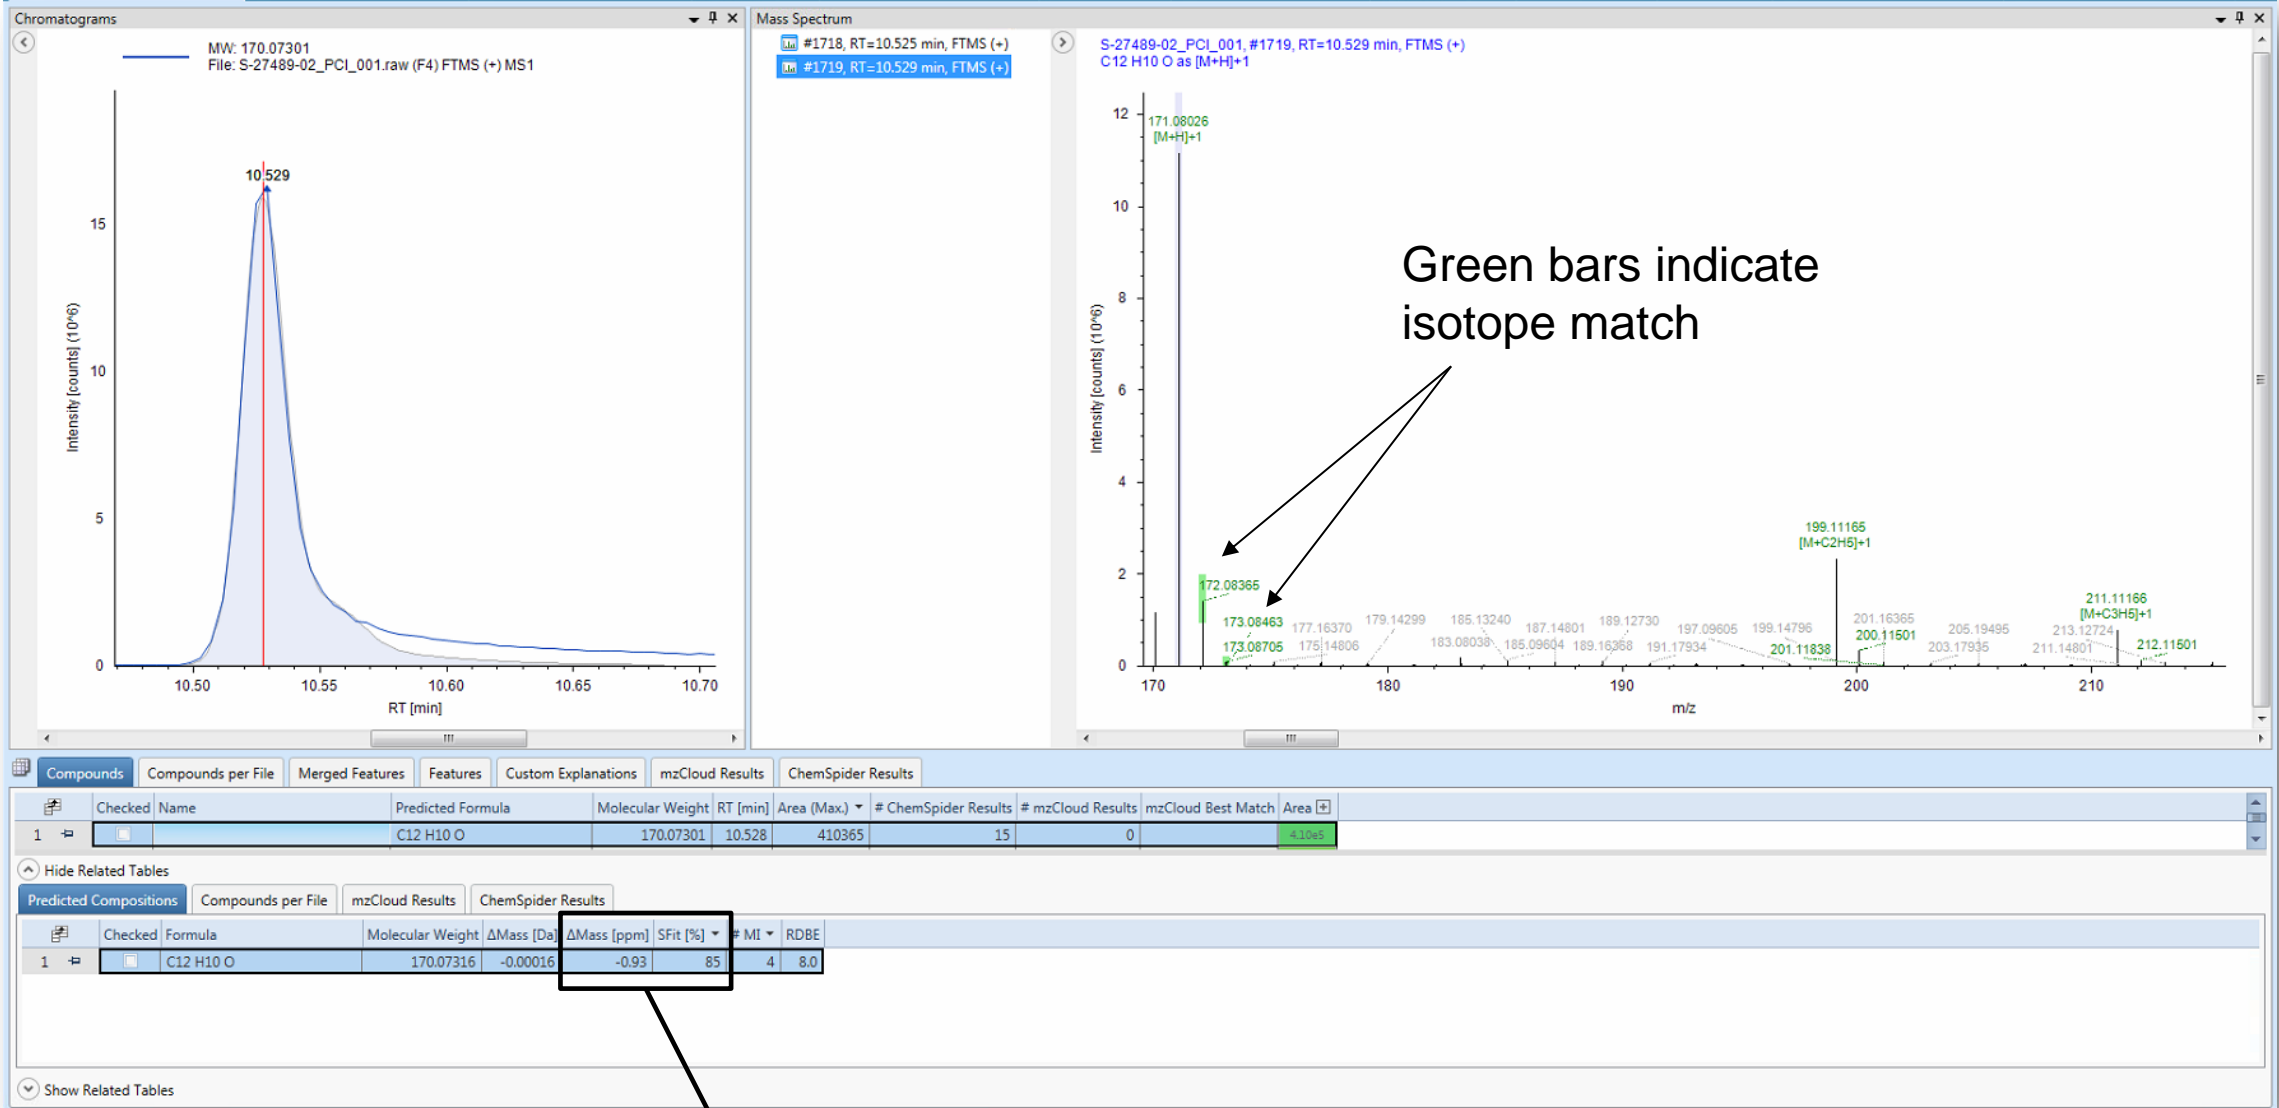 Chromatograms
MW: 170.07301
File: S-27489-02_PCI_001.raw (F4) FTMS (+) MS1
10.529
15
10
5
0
Intensity [counts] (10^6)
10.50 10.55 10.60 10.65 10.70
RT [min]
Mass Spectrum
#1718, RT=10.525 min, FTMS (+)
#1719, RT=10.529 min, FTMS (+)
S-27489-02_PCI_001, #1719, RT=10.529 min, FTMS (+)
C12 H10 O as [M+H]+1
12
10
8
6
4
2
0
Intensity [counts] (10^6)
171.08026
[M+H]+1
Green bars indicate
isotope match
199.11165
[M+C2H5]+1
172.08365
211.11166
[M+C3H5]+1
173.08463
173.08705
177.16370
175.14806
179.14299
185.13240
183.08038
187.14801
185.09604
189.12730
189.16368
191.17934
197.09605
199.14796
201.11838
201.16365
200.11501
205.19495
203.17935
213.12724
211.14801
212.11501
170 180 190 200 210
m/z
Compounds Compounds per File Merged Features Features Custom Explanations mzCloud Results ChemSpider Results
Checked Name Predicted Formula Molecular Weight RT [min] Area (Max.) # ChemSpider Results # mzCloud Results mzCloud Best Match Area
1 C12 H10 O 170.07301 10.528 410365 15 0 4.10e5
Hide Related Tables
Predicted Compositions Compounds per File mzCloud Results ChemSpider Results
Checked Formula Molecular Weight ΔMass [Da] ΔMass [ppm] SFit [%] # MI RDBE
1 C12 H10 O 170.07316 -0.00016 -0.93 85 4 8.0
Show Related Tables